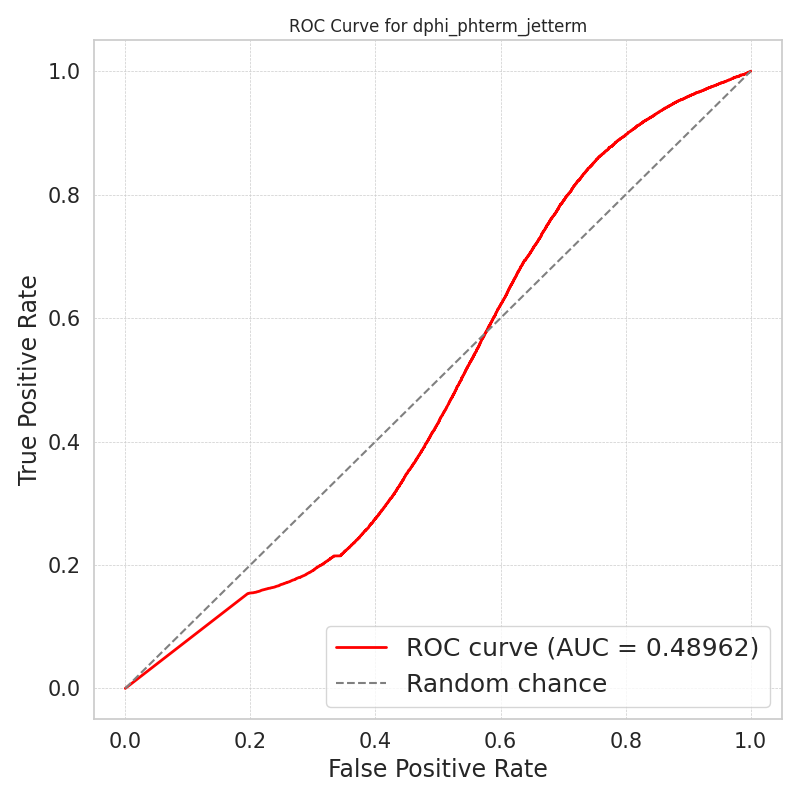 ROC Curve for dphi_phterm_jetterm
True Positive Rate
1.0
0.8
0.6
0.4
0.2
0.0
ROC curve (AUC = 0.48962)
Random chance
0.0 0.2 0.4 0.6 0.8 1.0
False Positive Rate